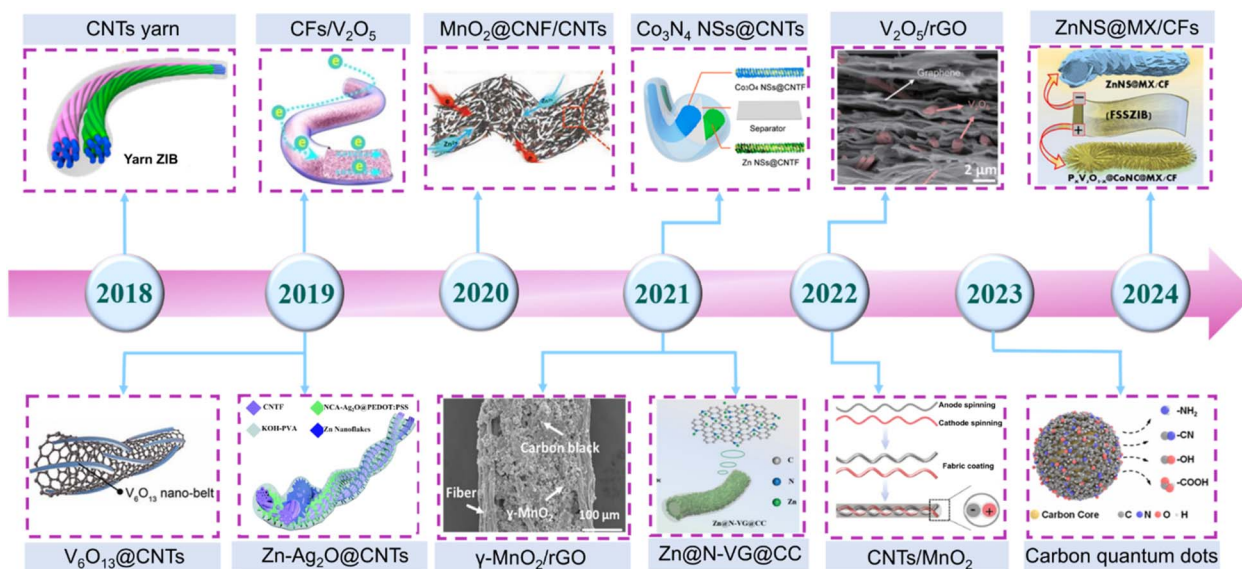 CNTs yarn
CFs/V₂O₅
MnO₂@CNF/CNTs
Co₃N₄ NSs@CNTs
V₂O₅/rGO
ZnNS@MX/CFs
Yarn ZIB
e
e
e
e
e
Zn²⁺
Co₃O₄ NSs@CNTF
Separator
Zn NSs@CNTF
Graphene
V₂O₅
2 μm
ZnNS@MX/CF
−
(FSSZIB)
+
@CoNC@MX/CF
2018
2019
2020
2021
2022
2023
2024
V₆O₁₃ nano-belt
CNTF
NCA-Ag₂O@PEDOT:PSS
KOH-PVA
Zn Nanoflakes
Carbon black
Fiber
γ-MnO₂
100 μm
C
N
Zn
Zn@N-VG@CC
Anode spinning
Cathode spinning
Fabric coating
− +
-NH₂
-CN
-OH
-COOH
Carbon Core
C N O H
V₆O₁₃@CNTs
Zn-Ag₂O@CNTs
γ-MnO₂/rGO
Zn@N-VG@CC
CNTs/MnO₂
Carbon quantum dots